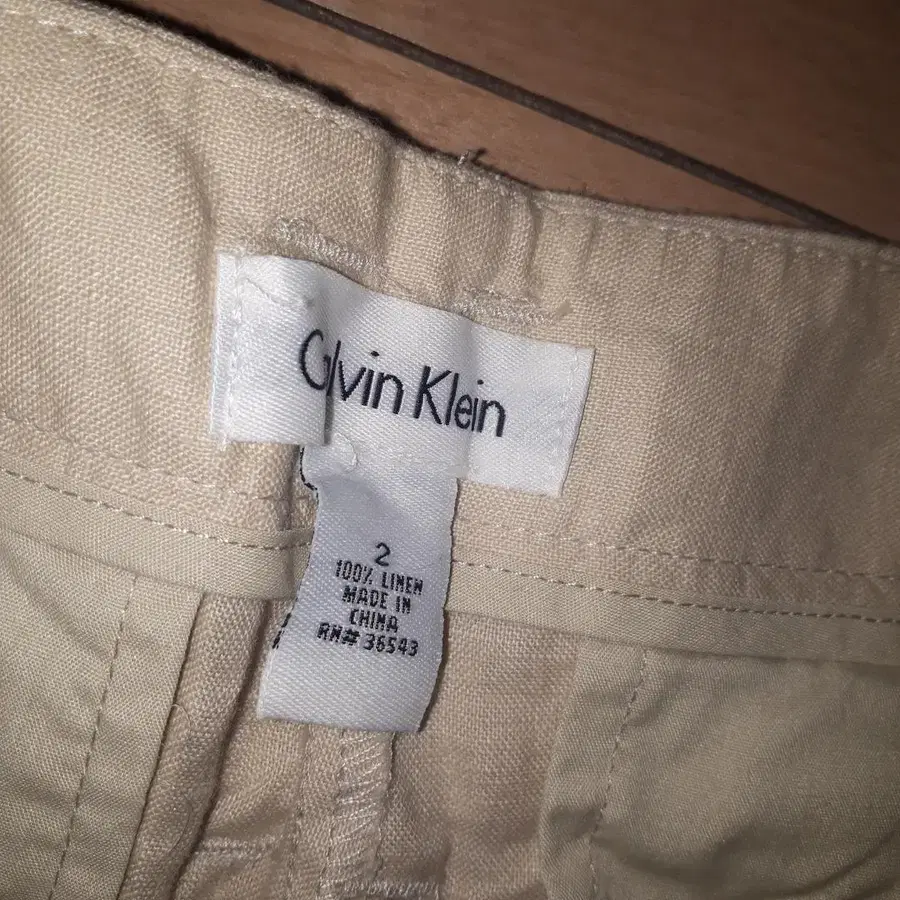 Calvin Klein
2
100% LINEN
MADE IN
CHINA
RN# 36543